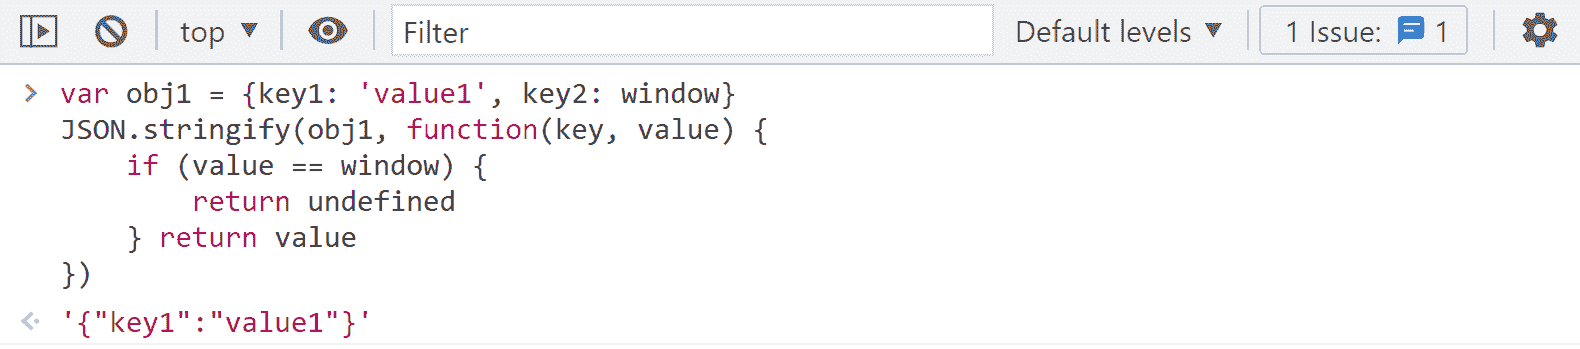 top ▼ Filter Default levels ▼ 1 Issue: 1
> var obj1 = {key1: 'value1', key2: window}
JSON.stringify(obj1, function(key, value) {
    if (value == window) {
        return undefined
    } return value
})
'{"key1":"value1"}'